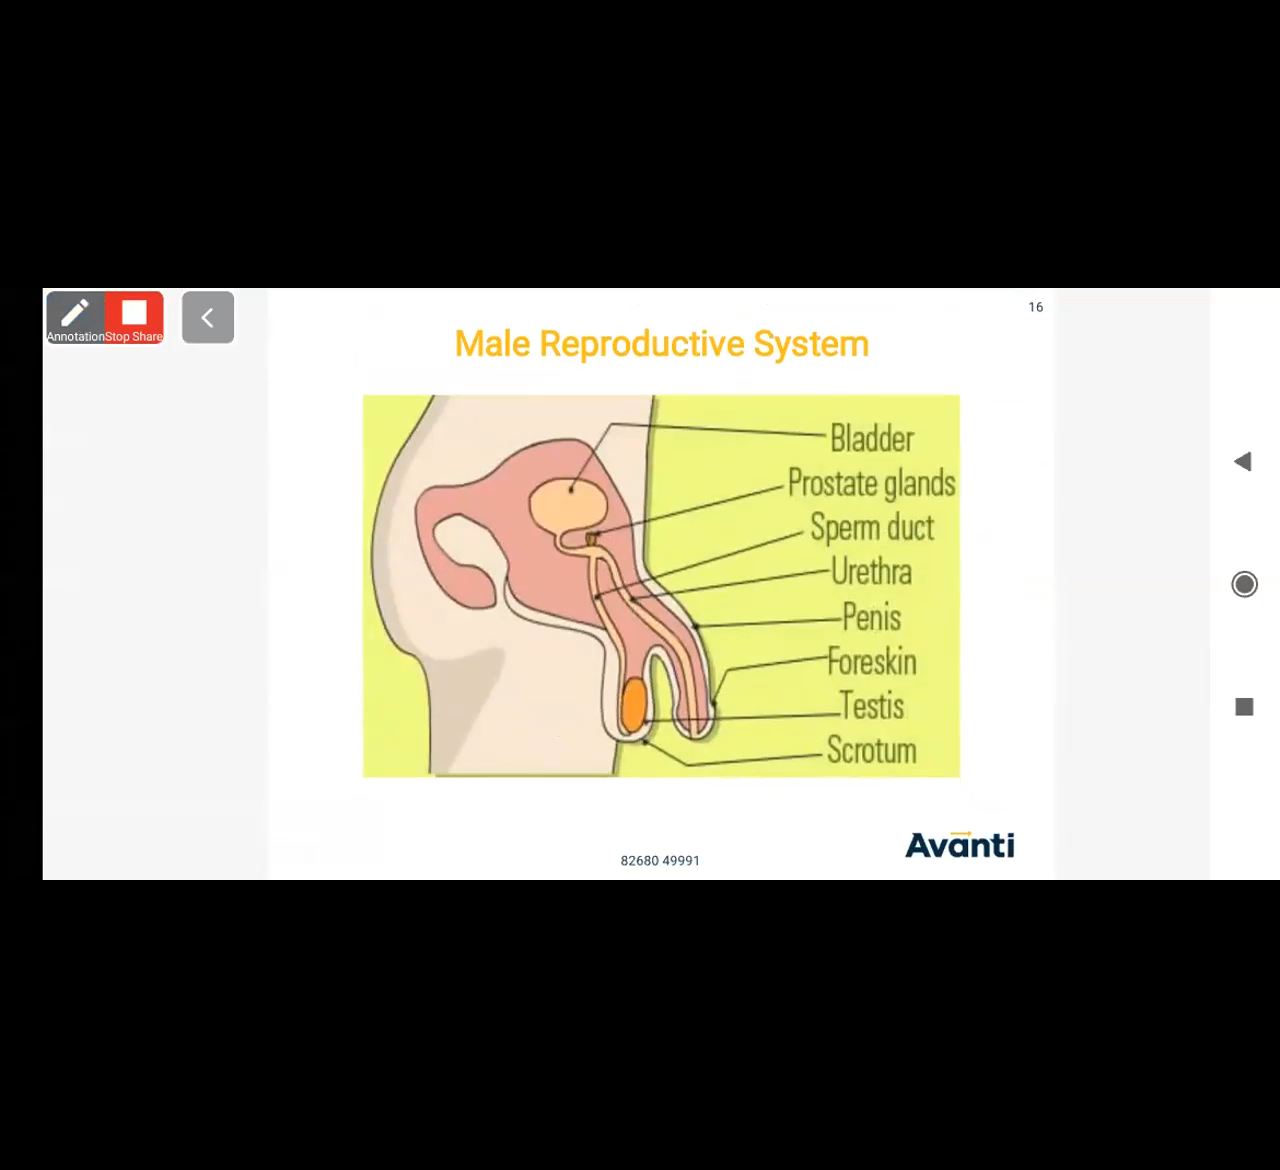 Annotation Stop Share
16
Male Reproductive System
Bladder
Prostate glands
Sperm duct
Urethra
Penis
Foreskin
Testis
Scrotum
Avanti
82680 49991